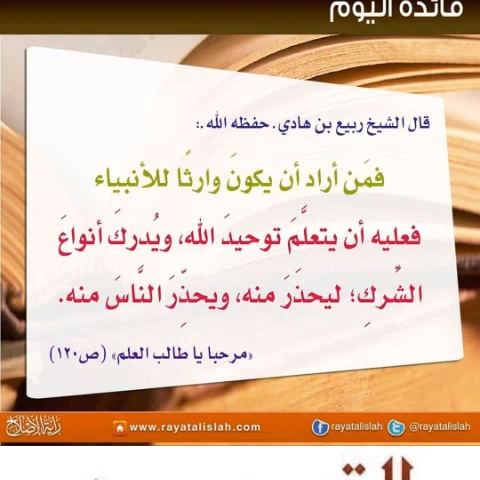 فائدة اليوم
قال الشيخ ربيع بن هادي. حفظه الله .:
فمَن أراد أن يكونَ وارثًا للأنبياء
فعليه أن يتعلَّمَ توحيدَ الله، ويُدركَ أنواعَ
الشِّركِ؛ ليحذَرَ منه، ويحذِّرَ النَّاسَ منه.
«مرحبا يا طالب العلم» (ص١٢٠)
راية الإصلاح
www.rayatalislah.com
rayatalislah
@rayatalislah